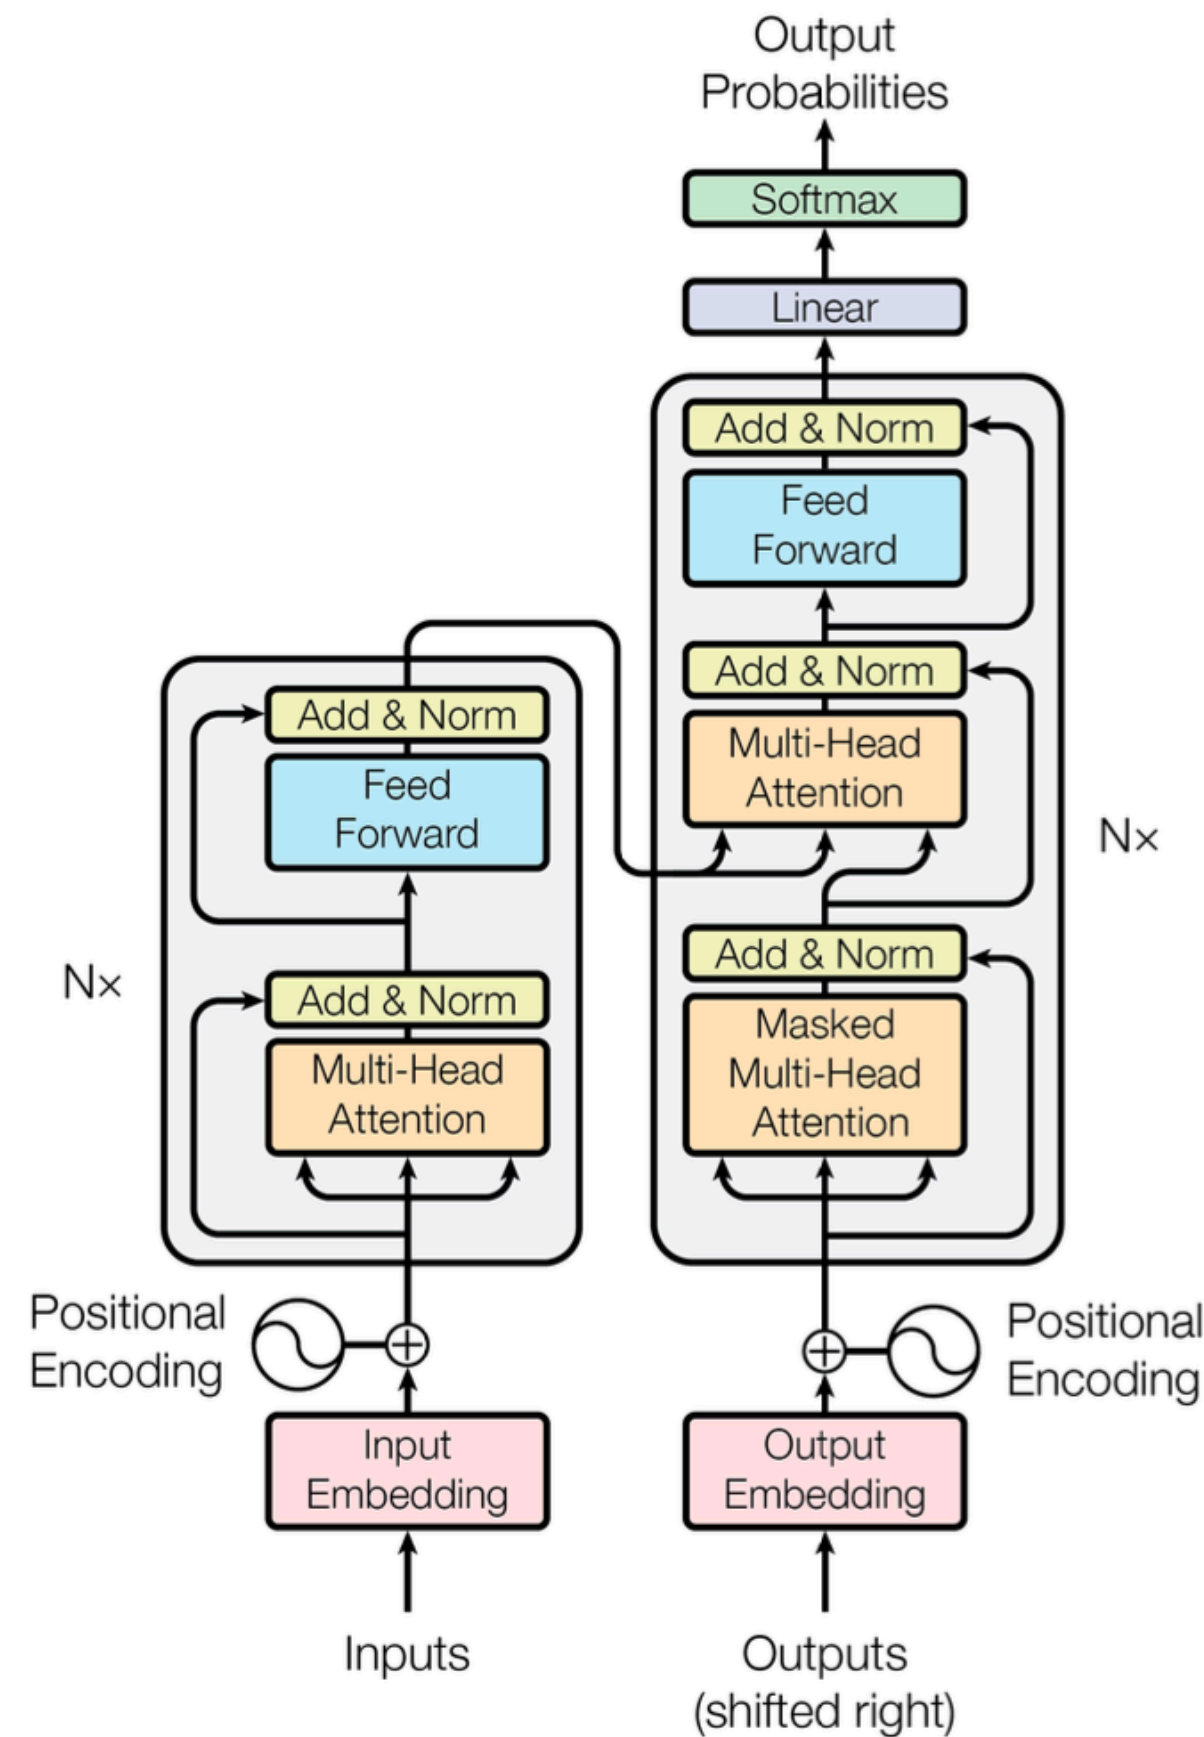 Output
Probabilities
Softmax
Linear
Add & Norm
Feed
Forward
Add & Norm
Multi-Head
Attention
Nx
Add & Norm
Masked
Multi-Head
Attention
Add & Norm
Feed
Forward
Nx
Add & Norm
Multi-Head
Attention
Positional
Encoding
Positional
Encoding
Input
Embedding
Output
Embedding
Inputs
Outputs
(shifted right)